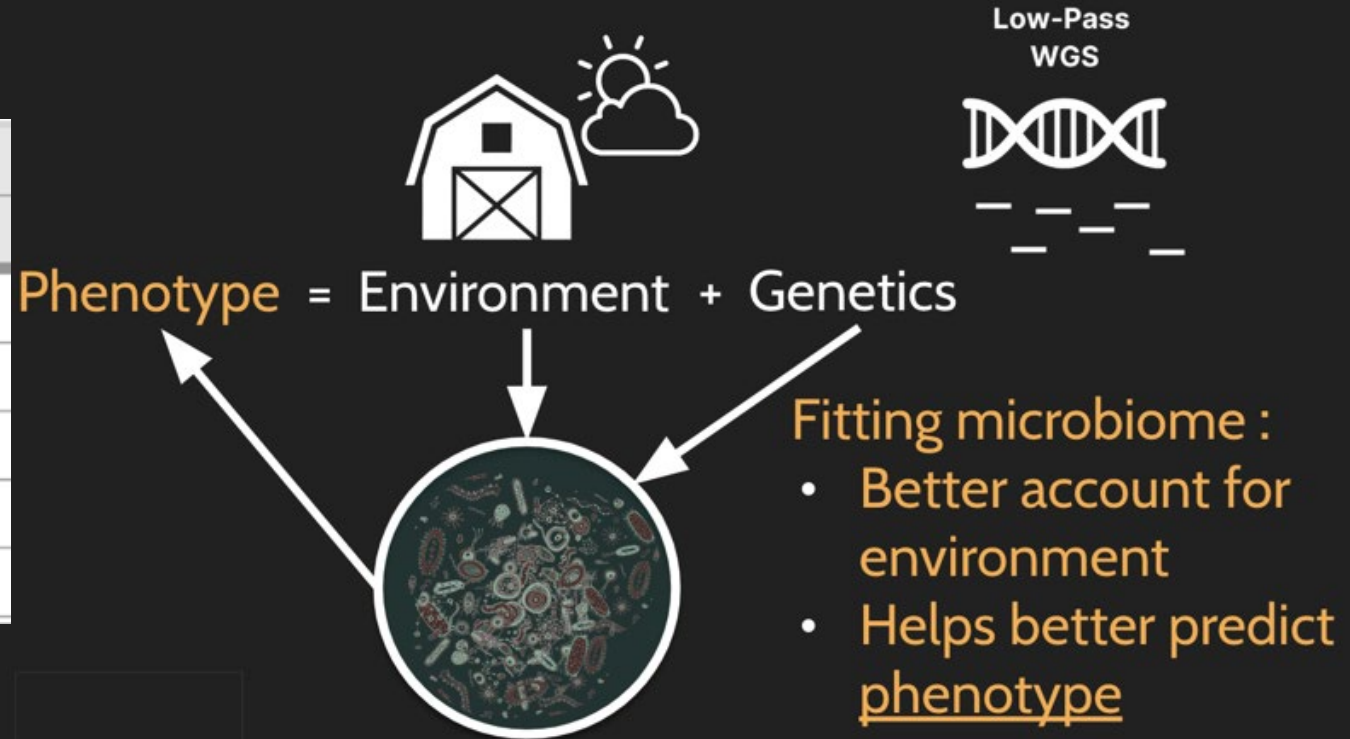 Low-Pass
WGS
Phenotype = Environment + Genetics
Fitting microbiome :
• Better account for
environment
• Helps better predict
phenotype